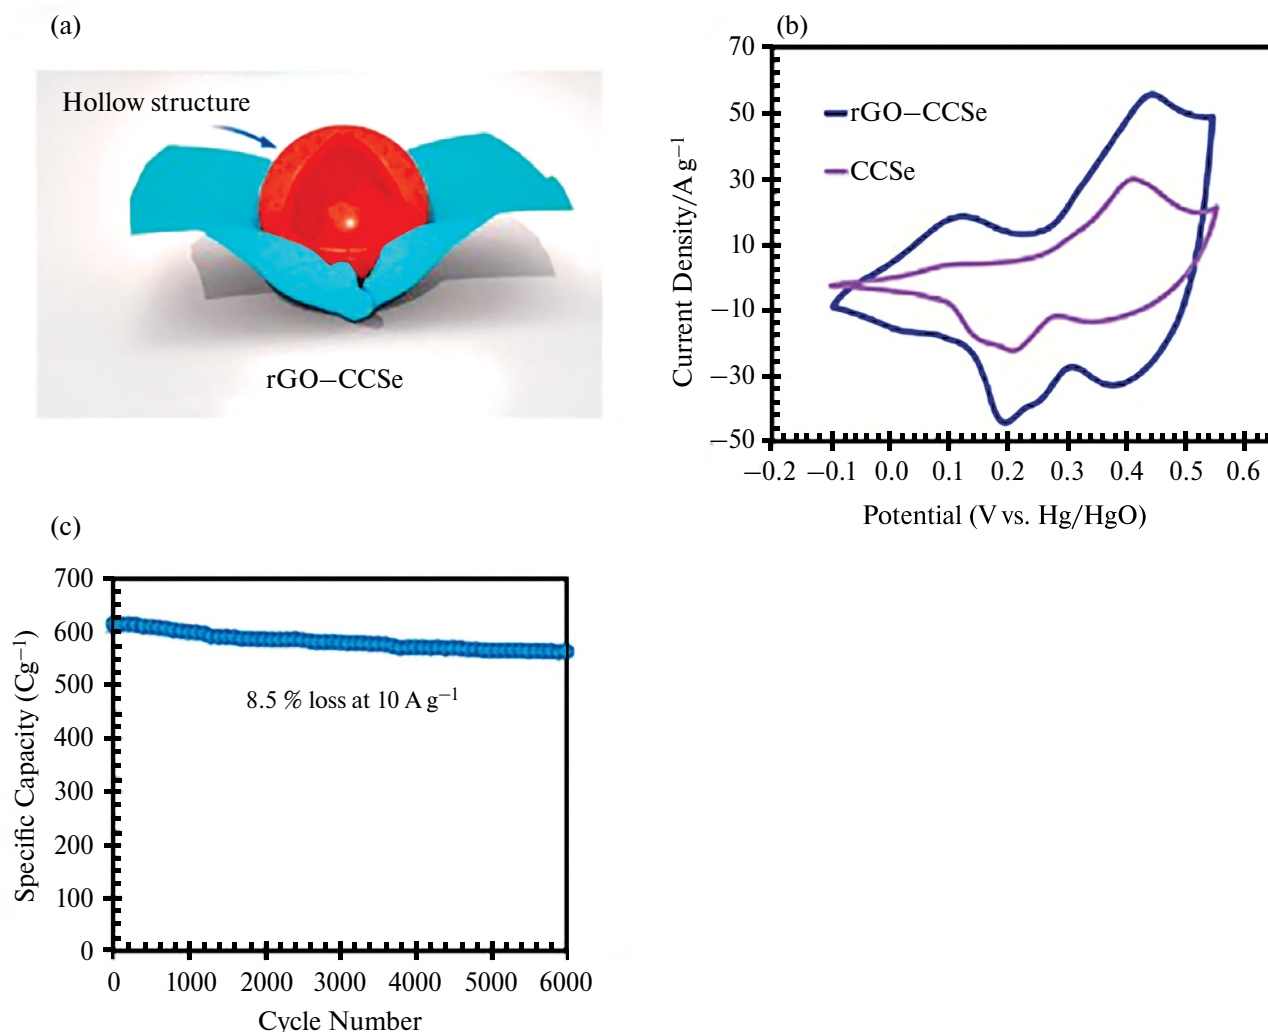 (a)
Hollow structure
rGO–CCSe
(b)
70
50
30
10
−10
−30
−50
Current Density/A g−1
rGO–CCSe
CCSe
−0.2 −0.1 0.0 0.1 0.2 0.3 0.4 0.5 0.6
Potential (V vs. Hg/HgO)
(c)
700
600
500
400
300
200
100
0
Specific Capacity (Cg−1)
8.5 % loss at 10 A g−1
0 1000 2000 3000 4000 5000 6000
Cycle Number